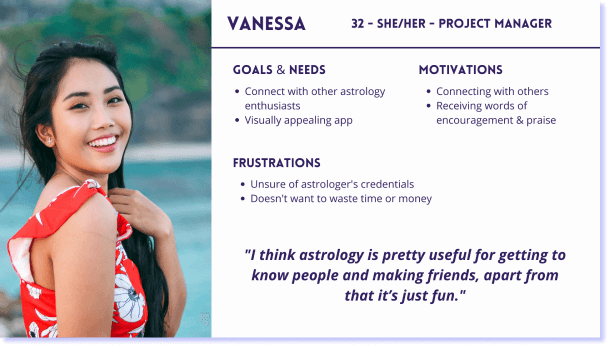 VANESSA
32 - SHE/HER - PROJECT MANAGER
GOALS & NEEDS
• Connect with other astrology
enthusiasts
• Visually appealing app
MOTIVATIONS
• Connecting with others
• Receiving words of
encouragement & praise
FRUSTRATIONS
• Unsure of astrologer's credentials
• Doesn't want to waste time or money
"I think astrology is pretty useful for getting to
know people and making friends, apart from
that it’s just fun."